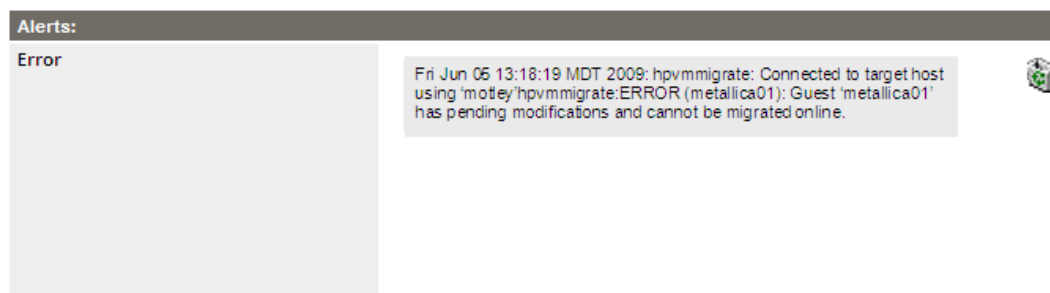 Alerts:
Error
Fri Jun 05 13:18:19 MDT 2009: hpvmmigrate: Connected to target host
using ‘motley’hpvmmigrate:ERROR (metallica01): Guest ‘metallica01’
has pending modifications and cannot be migrated online.